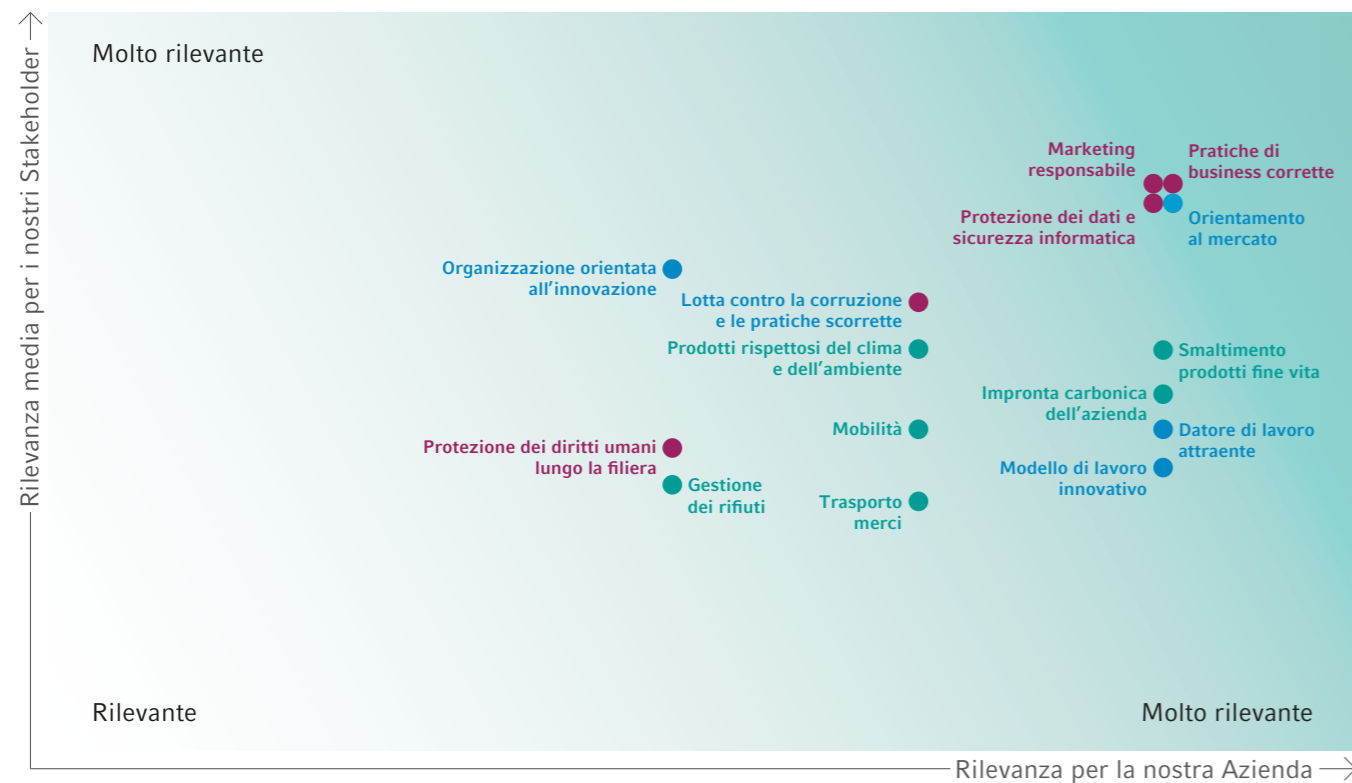 Rilevanza media per i nostri Stakeholder
Molto rilevante
Marketing
responsabile
Pratiche di
business corrette
Protezione dei dati e
sicurezza informatica
Orientamento
al mercato
Organizzazione orientata
all’innovazione
Lotta contro la corruzione
e le pratiche scorrette
Prodotti rispettosi del clima
e dell’ambiente
Smaltimento
prodotti fine vita
Impronta carbonica
dell’azienda
Mobilità
Datore di lavoro
attraente
Protezione dei diritti umani
lungo la filiera
Modello di lavoro
innovativo
Gestione
dei rifiuti
Trasporto
merci
Rilevante
Molto rilevante
Rilevanza per la nostra Azienda